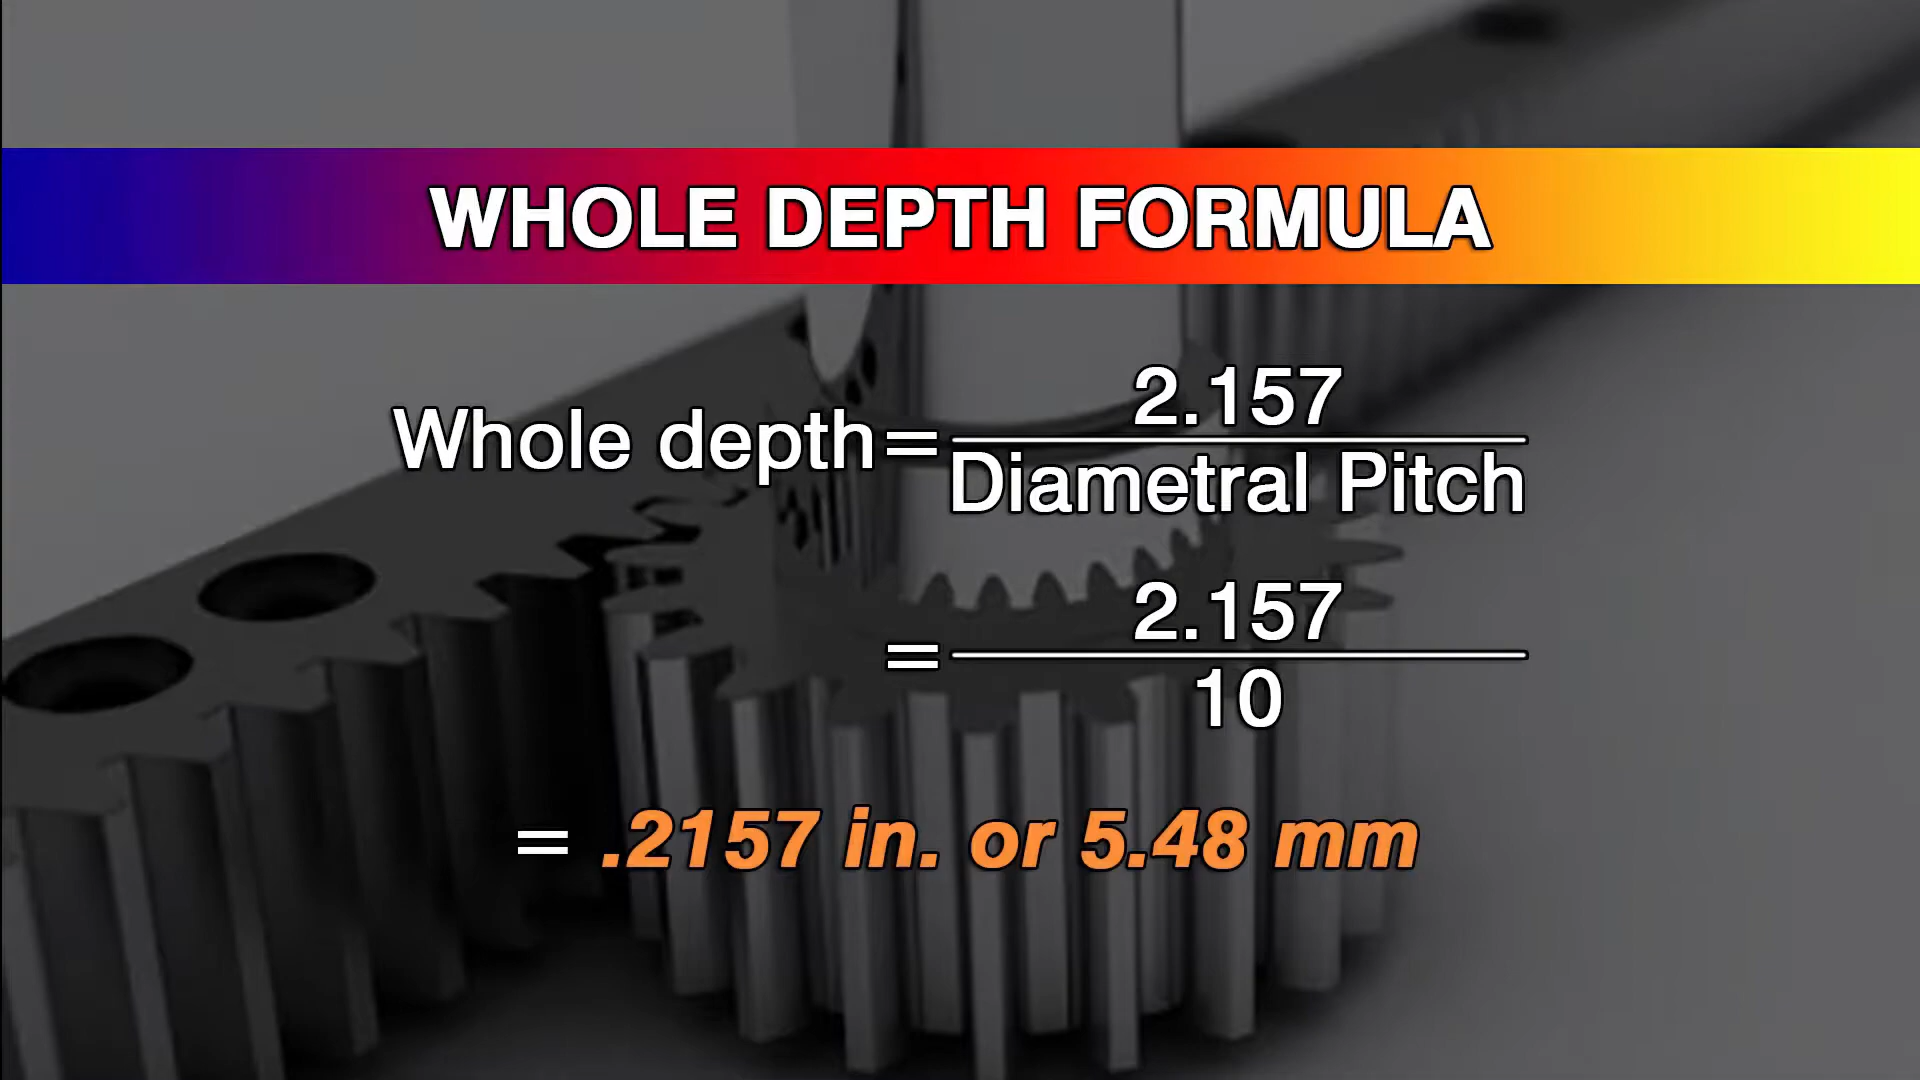 WHOLE DEPTH FORMULA
2.157
Whole depth=
Diametral Pitch
2.157
=
10
= .2157 in. or 5.48 mm